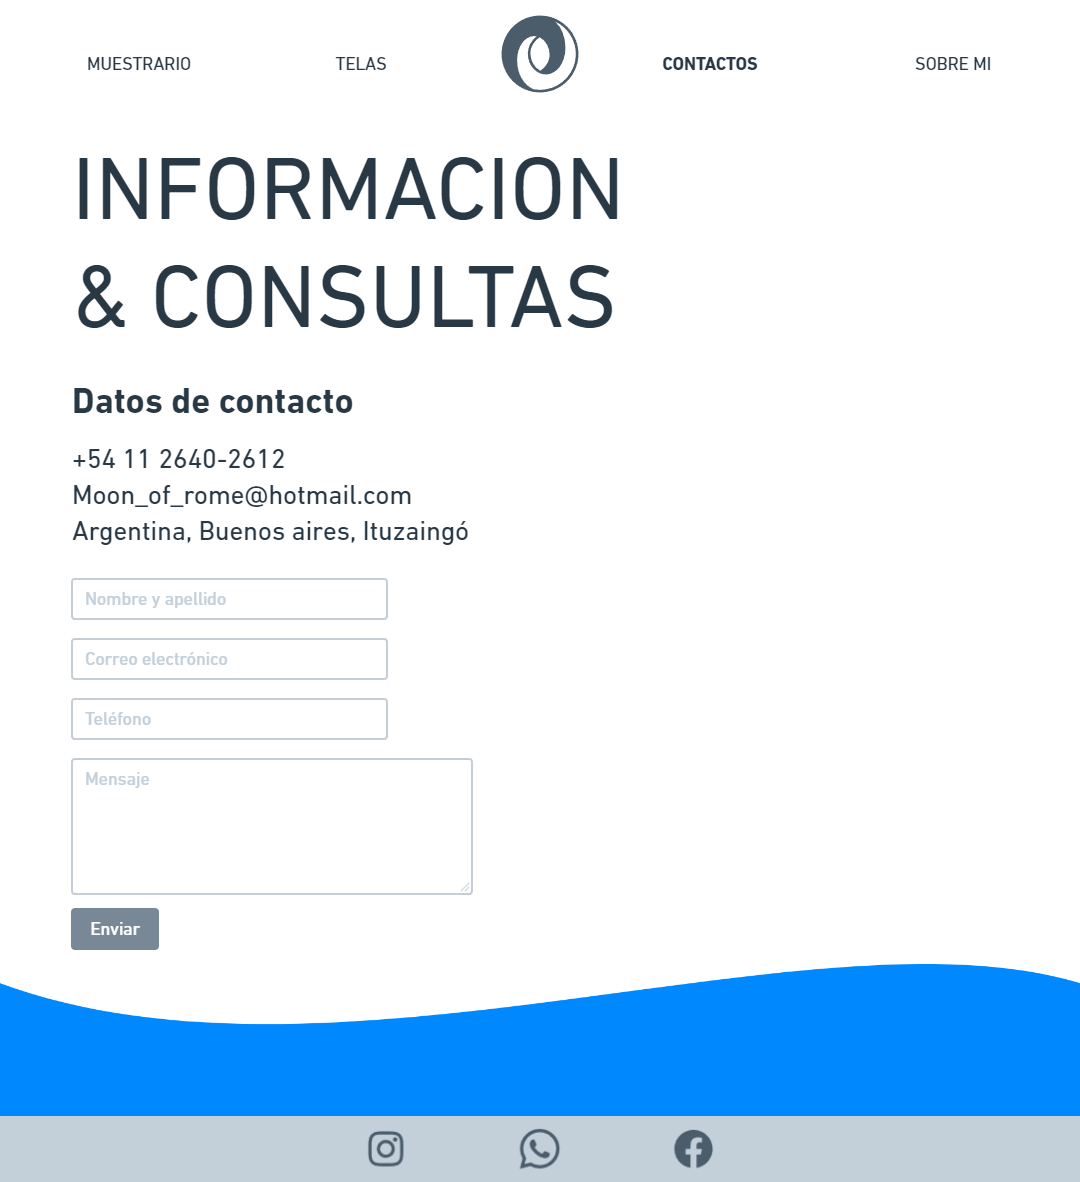 MUESTRARIO TELAS CONTACTOS SOBRE MI
INFORMACION
& CONSULTAS
Datos de contacto
+54 11 2640-2612
Moon_of_rome@hotmail.com
Argentina, Buenos aires, Ituzaingó
Nombre y apellido
Correo electrónico
Teléfono
Mensaje
Enviar